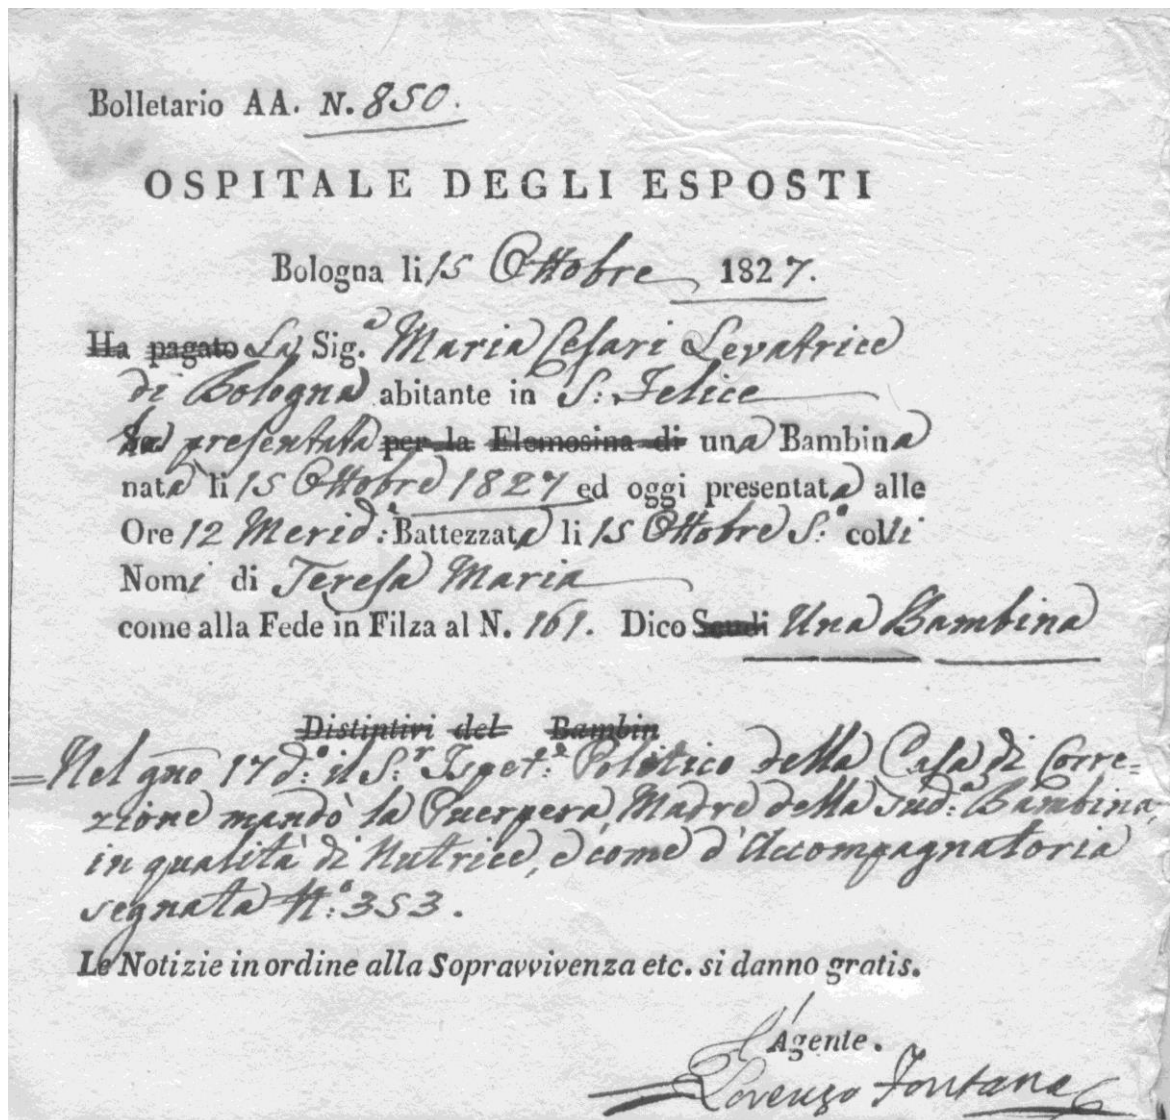 Bolletario AA. N. 850.
OSPITALE DEGLI ESPOSTI
Bologna li 15 Ottobre 1827.
Ha pagato La Sig.ª Maria Cesari Levatrice
di Bologna abitante in S: Felice
ha presentata per la Elemosina di una Bambina
nata li 15 Ottobre 1827 ed oggi presentata alle
Ore 12 Merid: Battezzata li 15 Ottobre S:º colli
Nomi di Teresa Maria
come alla Fede in Filza al N. 161. Dico Scudi Una Bambina
Distintivi del Bambin
=Nel gno 17 d:º il S:r Ispet:e Politico della Casa di Corre=
zione mandò la Puerpera, Madre della sud:a Bambina,
in qualità di Nutrice, e come d'Accompagnatoria
segnata N:º 353.
Le Notizie in ordine alla Sopravvivenza etc. si danno gratis.
l'Agente.
Lorenzo Fontana